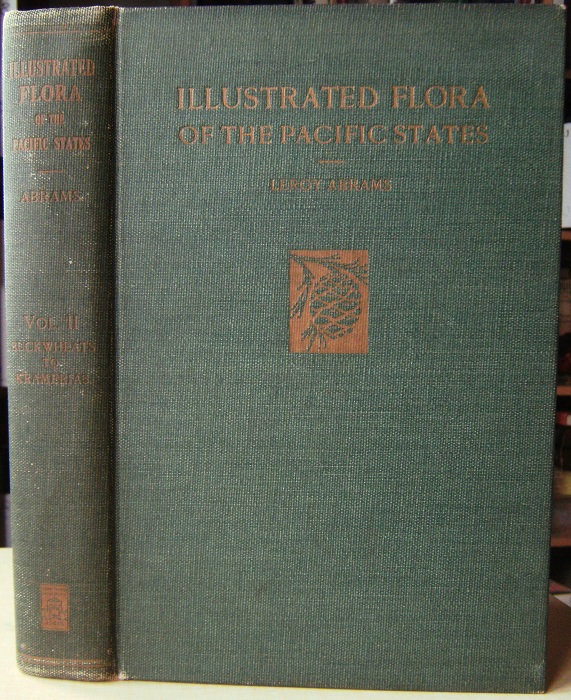 ILLUSTRATED
FLORA
OF THE
PACIFIC STATES
ABRAMS
VOL. II
BUCKWHEATS
TO
KRAMERIAS
ILLUSTRATED FLORA
OF THE PACIFIC STATES
LEROY ABRAMS